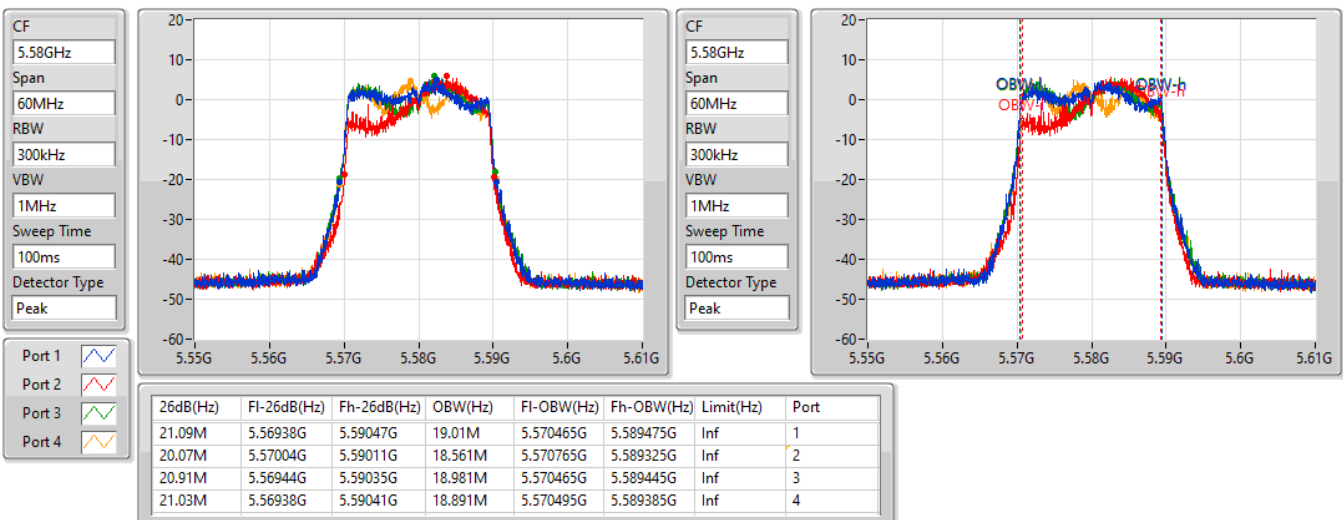 CF
5.58GHz
Span
60MHz
RBW
300kHz
VBW
1MHz
Sweep Time
100ms
Detector Type
Peak
20
10
0
-10
-20
-30
-40
-50
-60
5.55G 5.56G 5.57G 5.58G 5.59G 5.6G 5.61G
CF
5.58GHz
Span
60MHz
RBW
300kHz
VBW
1MHz
Sweep Time
100ms
Detector Type
Peak
20
10
0
-10
-20
-30
-40
-50
-60
OBW-l OBW-h
OBW-l OBW-h
5.55G 5.56G 5.57G 5.58G 5.59G 5.6G 5.61G
Port 1
Port 2
Port 3
Port 4
26dB(Hz) Fl-26dB(Hz) Fh-26dB(Hz) OBW(Hz) Fl-OBW(Hz) Fh-OBW(Hz) Limit(Hz) Port
21.09M 5.56938G 5.59047G 19.01M 5.570465G 5.589475G Inf 1
20.07M 5.57004G 5.59011G 18.561M 5.570765G 5.589325G Inf 2
20.91M 5.56944G 5.59035G 18.981M 5.570465G 5.589445G Inf 3
21.03M 5.56938G 5.59041G 18.891M 5.570495G 5.589385G Inf 4